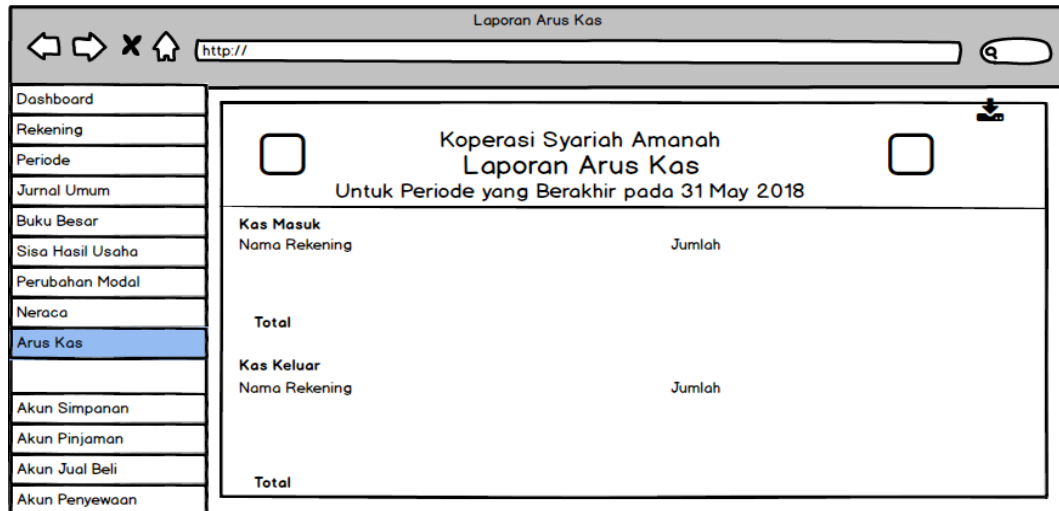 Laporan Arus Kas
http://
Dashboard
Rekening
Periode
Jurnal Umum
Buku Besar
Sisa Hasil Usaha
Perubahan Modal
Neraca
Arus Kas
Akun Simpanan
Akun Pinjaman
Akun Jual Beli
Akun Penyewaan
Koperasi Syariah Amanah
Laporan Arus Kas
Untuk Periode yang Berakhir pada 31 May 2018
Kas Masuk
Nama Rekening Jumlah
Total
Kas Keluar
Nama Rekening Jumlah
Total